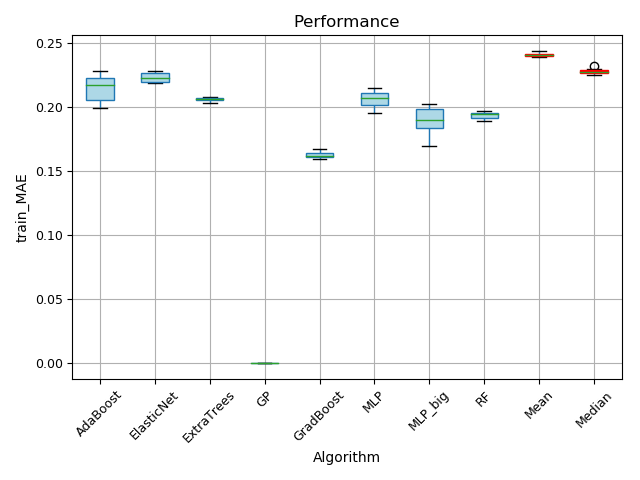 Performance
train_MAE
0.25
0.20
0.15
0.10
0.05
0.00
AdaBoost
ElasticNet
ExtraTrees
GP
GradBoost
MLP
MLP_big
RF
Mean
Median
Algorithm